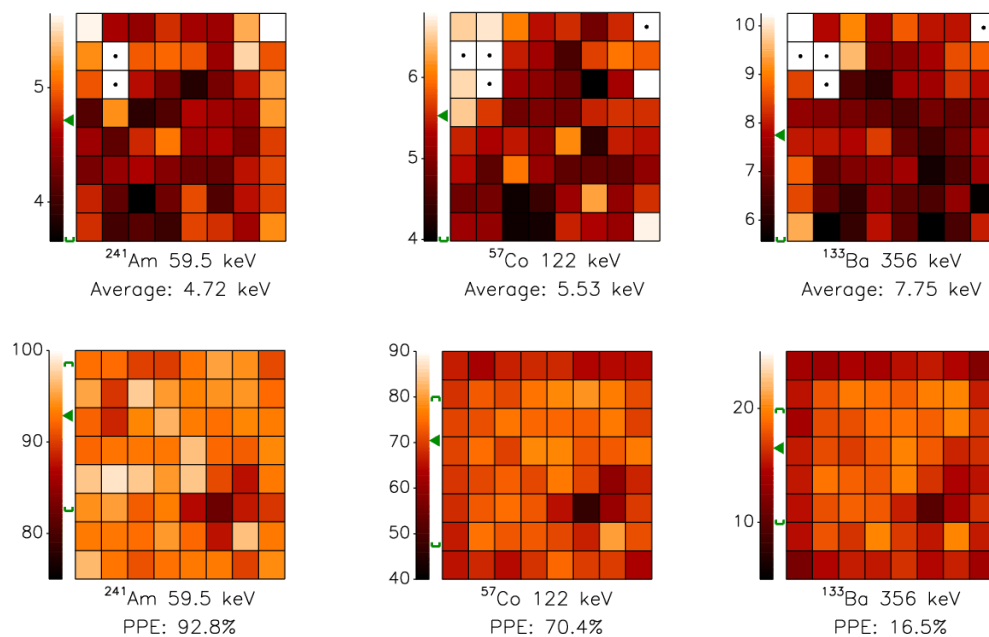 5
4
²⁴¹Am 59.5 keV
Average: 4.72 keV
6
5
4
⁵⁷Co 122 keV
Average: 5.53 keV
10
9
8
7
6
¹³³Ba 356 keV
Average: 7.75 keV
100
90
80
²⁴¹Am 59.5 keV
PPE: 92.8%
90
80
70
60
50
40
⁵⁷Co 122 keV
PPE: 70.4%
20
10
¹³³Ba 356 keV
PPE: 16.5%